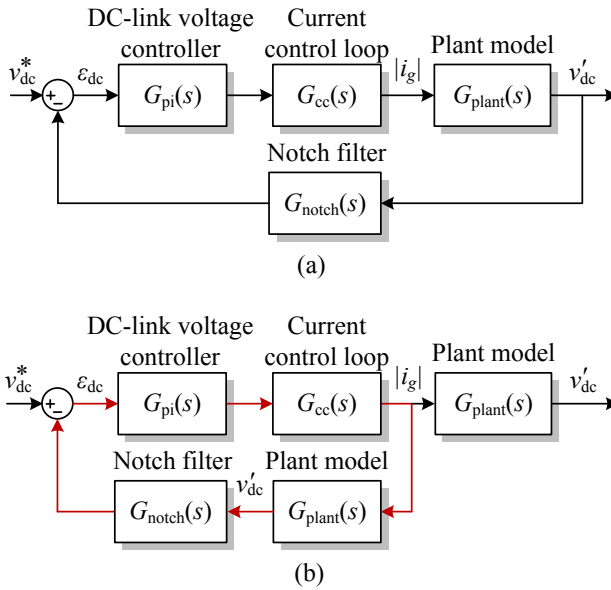 DC-link voltage controller
Current control loop
Plant model
v*dc
εdc
+
−
Gpi(s)
Gcc(s)
|ig|
Gplant(s)
v′dc
Notch filter
Gnotch(s)
(a)
DC-link voltage controller
Current control loop
Plant model
v*dc
εdc
+
−
Gpi(s)
Gcc(s)
|ig|
Gplant(s)
v′dc
Notch filter
Plant model
Gnotch(s)
v′dc
Gplant(s)
(b)